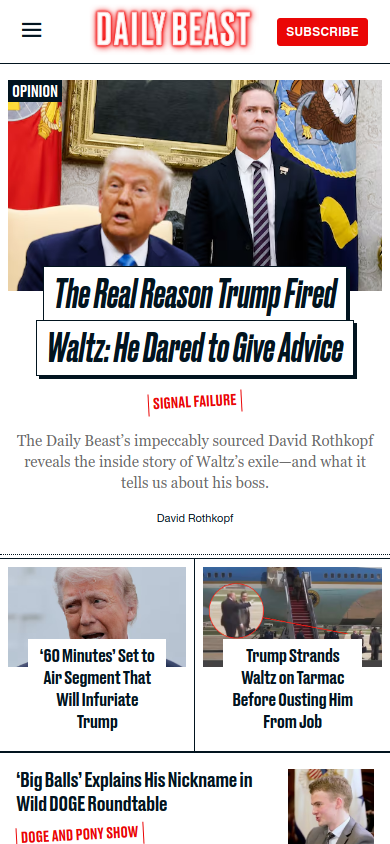 DAILY BEAST
SUBSCRIBE
OPINION
The Real Reason Trump Fired
Waltz: He Dared to Give Advice
SIGNAL FAILURE
The Daily Beast’s impeccably sourced David Rothkopf
reveals the inside story of Waltz’s exile—and what it
tells us about his boss.
David Rothkopf
‘60 Minutes’ Set to
Air Segment That
Will Infuriate
Trump
Trump Strands
Waltz on Tarmac
Before Ousting Him
From Job
‘Big Balls’ Explains His Nickname in
Wild DOGE Roundtable
DOGE AND PONY SHOW